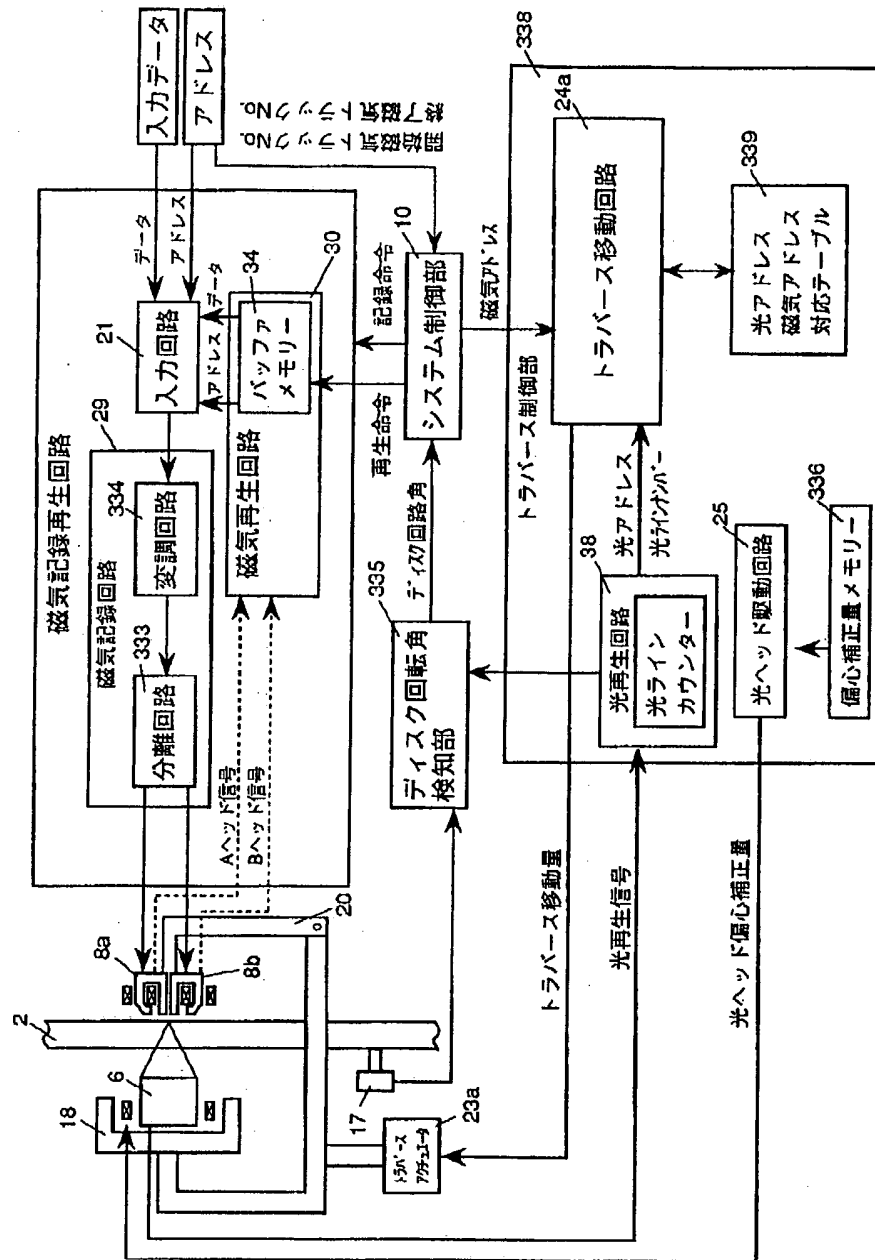 入力データ
アドレス
開始磁気トラックNo.
終了磁気トラックNo.
338
24a
トラバース移動回路
339
光アドレス
磁気アドレス
対応テーブル
データ
アドレス
10
システム制御部
磁気アドレス
記録命令
再生命令
21
入力回路
データ
アドレス
34
バッファ
メモリー
30
磁気再生回路
磁気記録再生回路
29
334
変調回路
磁気記録回路
333
分離回路
Aヘッド信号
Bヘッド信号
ディスク回路角
335
ディスク回転角
検知部
トラバース制御部
光アドレス
光ラインナンバー
38
光再生回路
光ライン
カウンター
25
光ヘッド駆動回路
336
偏心補正量メモリー
トラバース移動量
光再生信号
光ヘッド偏心補正量
20
8a
8b
2
6
18
17
23a
トラバース
アクチュエータ